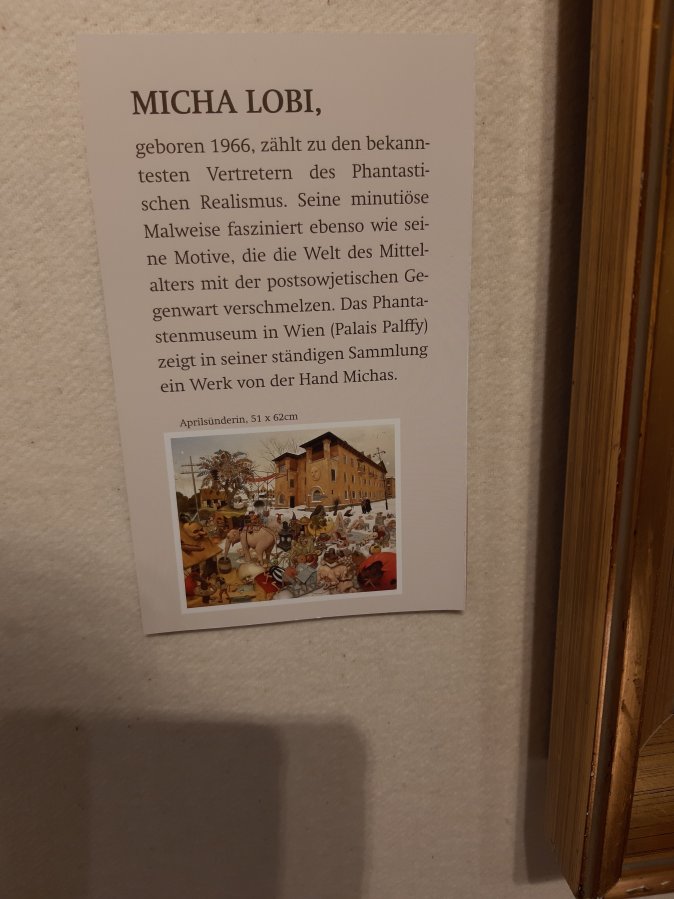 MICHA LOBI,
geboren 1966, zählt zu den bekann-
testen Vertretern des Phantasti-
schen Realismus. Seine minutiöse
Malweise fasziniert ebenso wie sei-
ne Motive, die die Welt des Mittel-
alters mit der postsowjetischen Ge-
genwart verschmelzen. Das Phanta-
stenmuseum in Wien (Palais Palffy)
zeigt in seiner ständigen Sammlung
ein Werk von der Hand Michas.
Aprilsünderin, 51 x 62cm